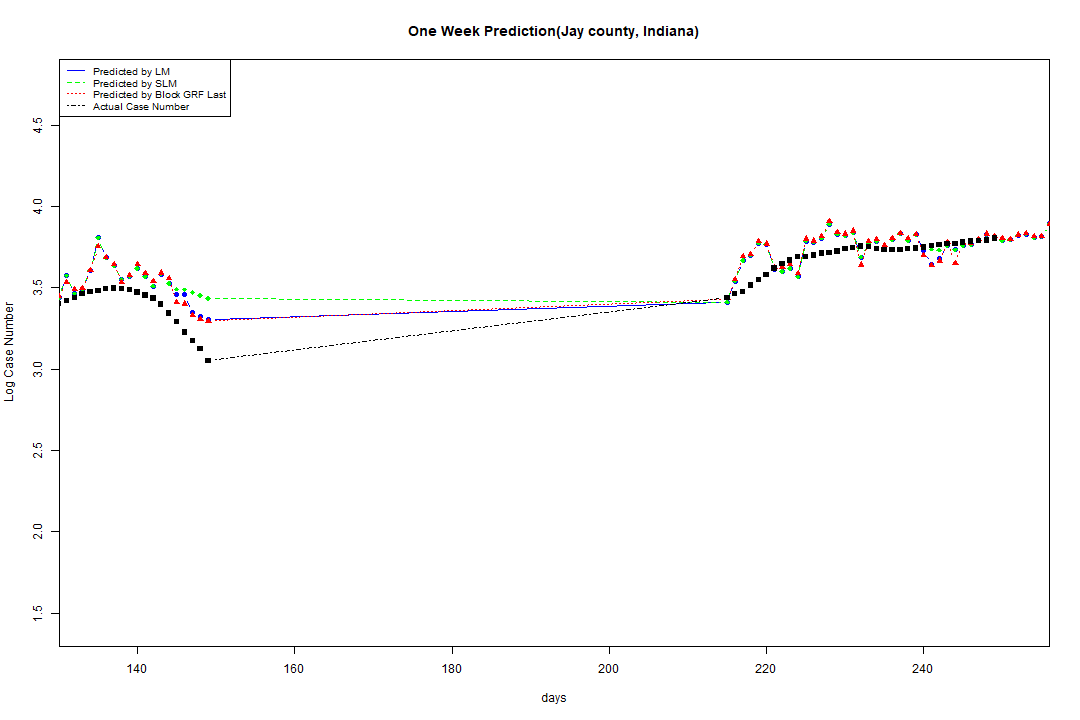 One Week Prediction(Jay county, Indiana)
Predicted by LM
Predicted by SLM
Predicted by Block GRF Last
Actual Case Number
4.5
4.0
3.5
3.0
2.5
2.0
1.5
Log Case Number
140 160 180 200 220 240
days